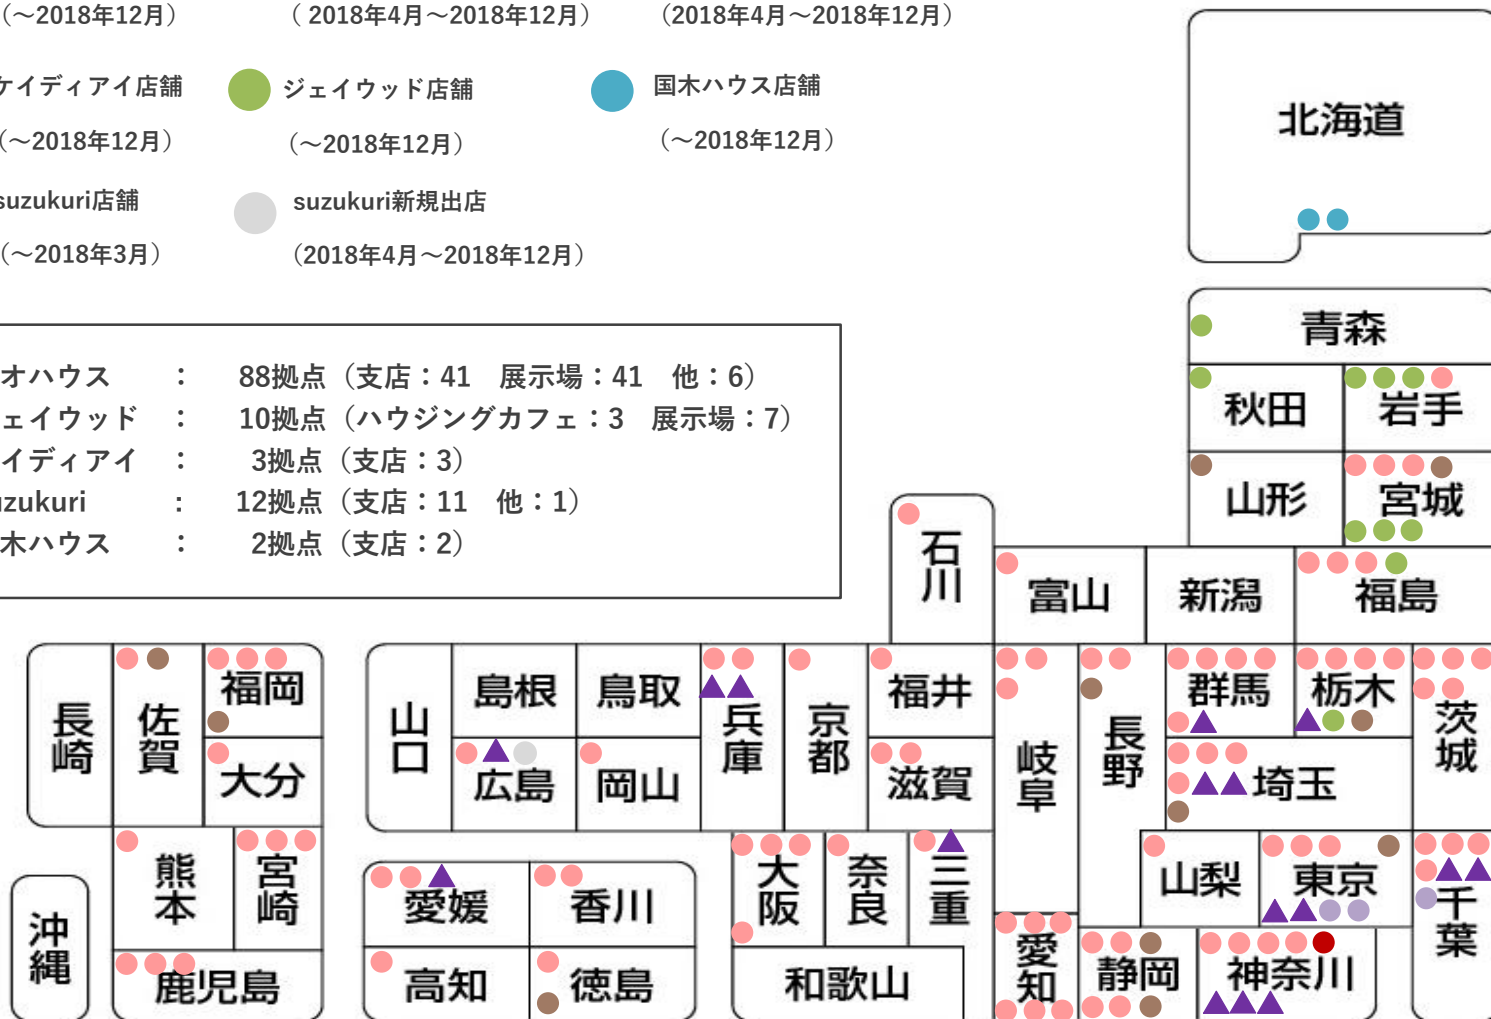 （～2018年12月）
（ 2018年4月～2018年12月）
（2018年4月～2018年12月）
ケイディアイ店舗
ジェイウッド店舗
国木ハウス店舗
（～2018年12月）
（～2018年12月）
（～2018年12月）
suzukuri店舗
suzukuri新規出店
（～2018年3月）
（2018年4月～2018年12月）
オハウス ： 88拠点（支店：41 展示場：41 他：6）
ェイウッド ： 10拠点（ハウジングカフェ：3 展示場：7）
イディアイ ： 3拠点（支店：3）
uzukuri : 12拠点（支店：11 他：1）
木ハウス ： 2拠点（支店：2）
北海道
青森
秋田
岩手
山形
宮城
石川
富山
新潟
福島
長崎
佐賀
福岡
大分
熊本
宮崎
鹿児島
沖縄
山口
島根
鳥取
広島
岡山
兵庫
京都
福井
滋賀
岐阜
長野
群馬
栃木
茨城
埼玉
愛媛
香川
高知
徳島
大阪
奈良
三重
和歌山
愛知
静岡
山梨
東京
神奈川
千葉